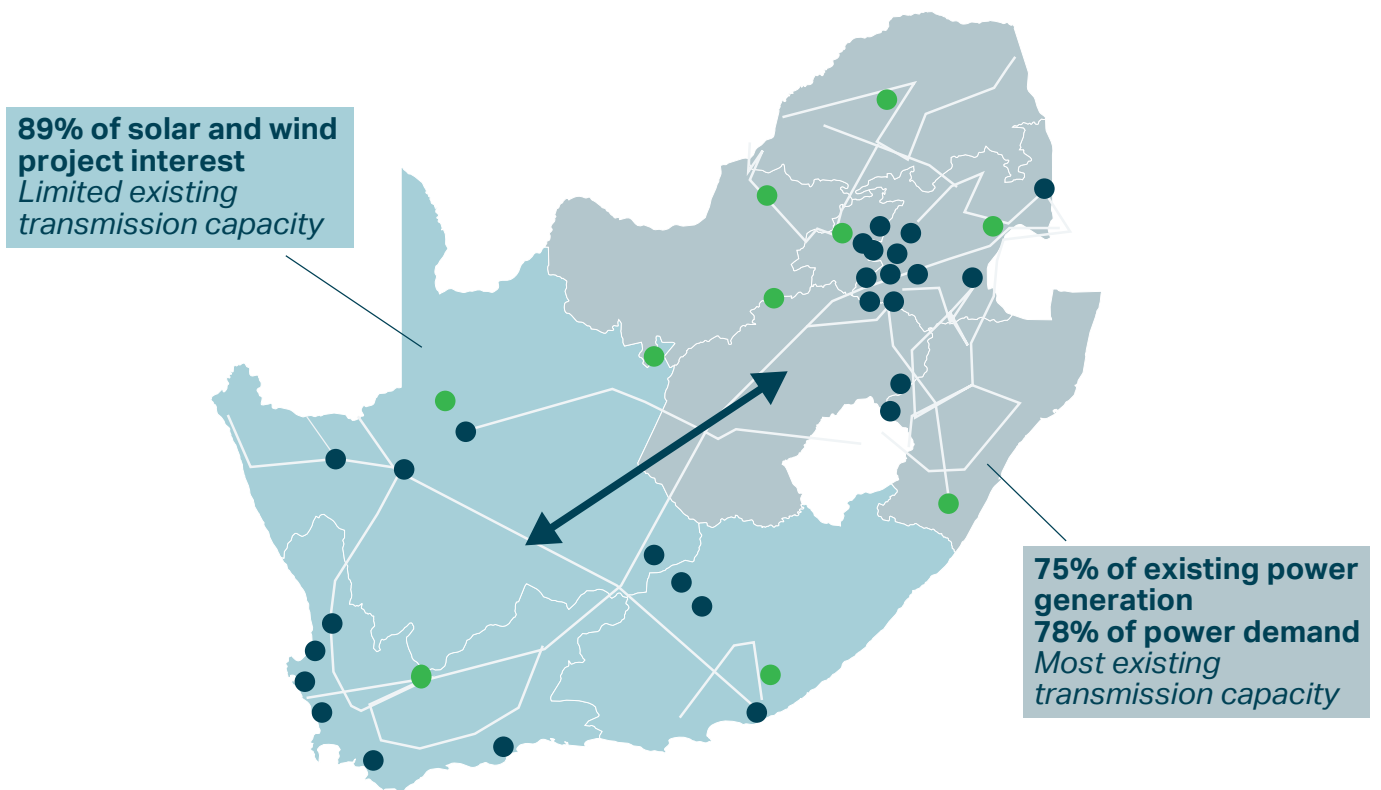 89% of solar and wind
project interest
Limited existing
transmission capacity
75% of existing power
generation
78% of power demand
Most existing
transmission capacity